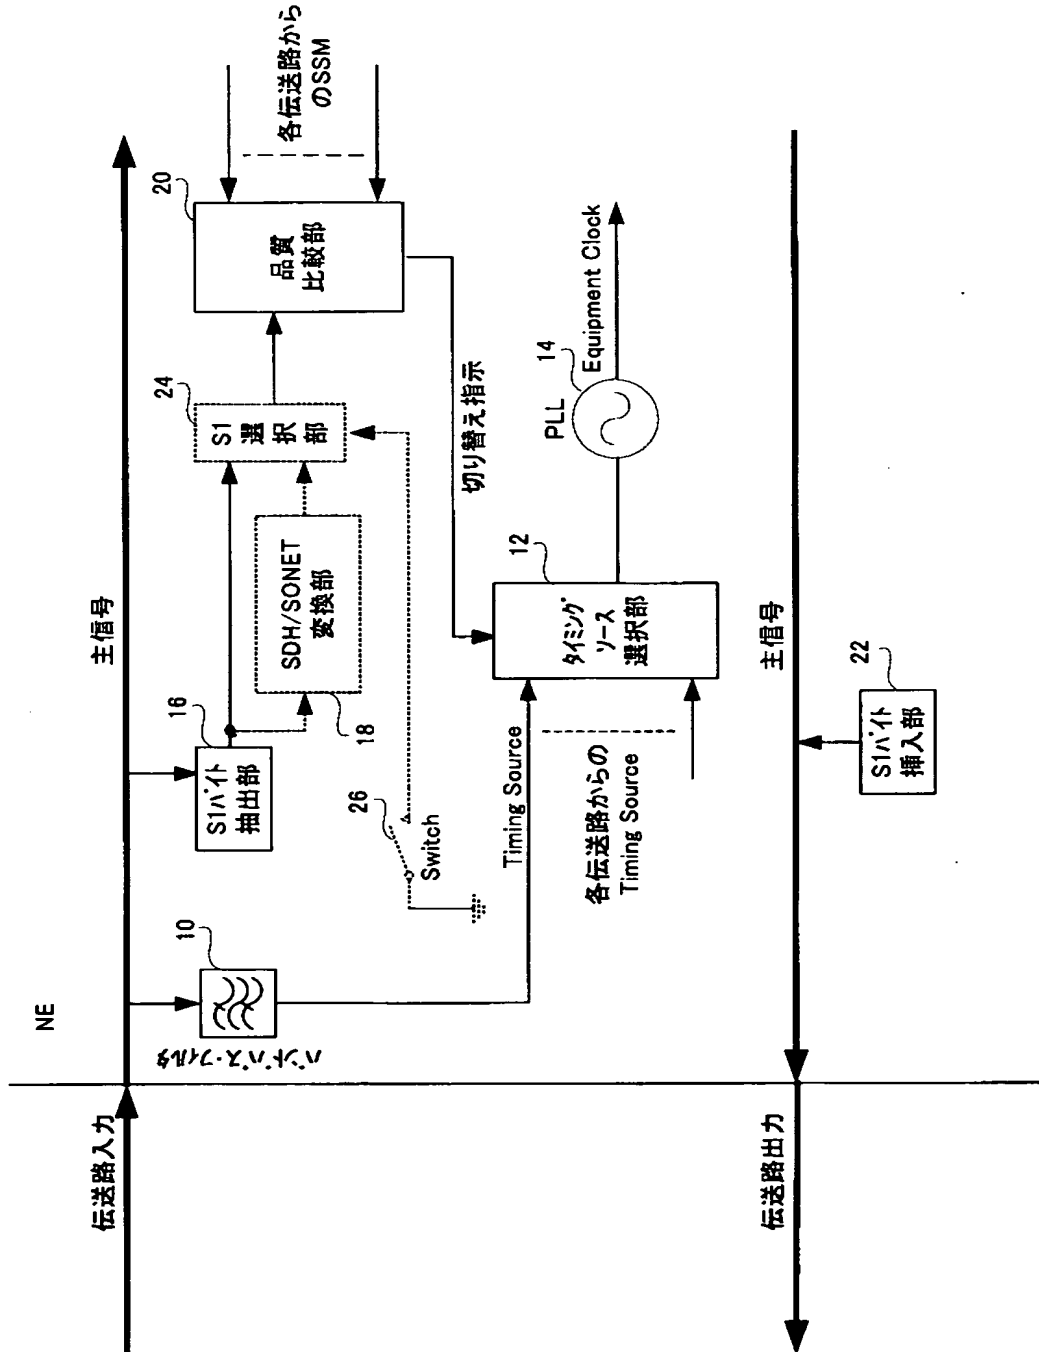 NE
伝送路入力
主信号
バンドパス・フィルタ
10
S1バイト
抽出部
16
SDH/SONET
変換部
18
S1
選
択
部
24
品質
比較部
20
各伝送路から
のSSM
26
Switch
切り替え指示
Timing Source
各伝送路からの
Timing Source
タイミング
ソース
選択部
12
PLL
14
Equipment Clock
伝送路出力
主信号
S1バイト
挿入部
22